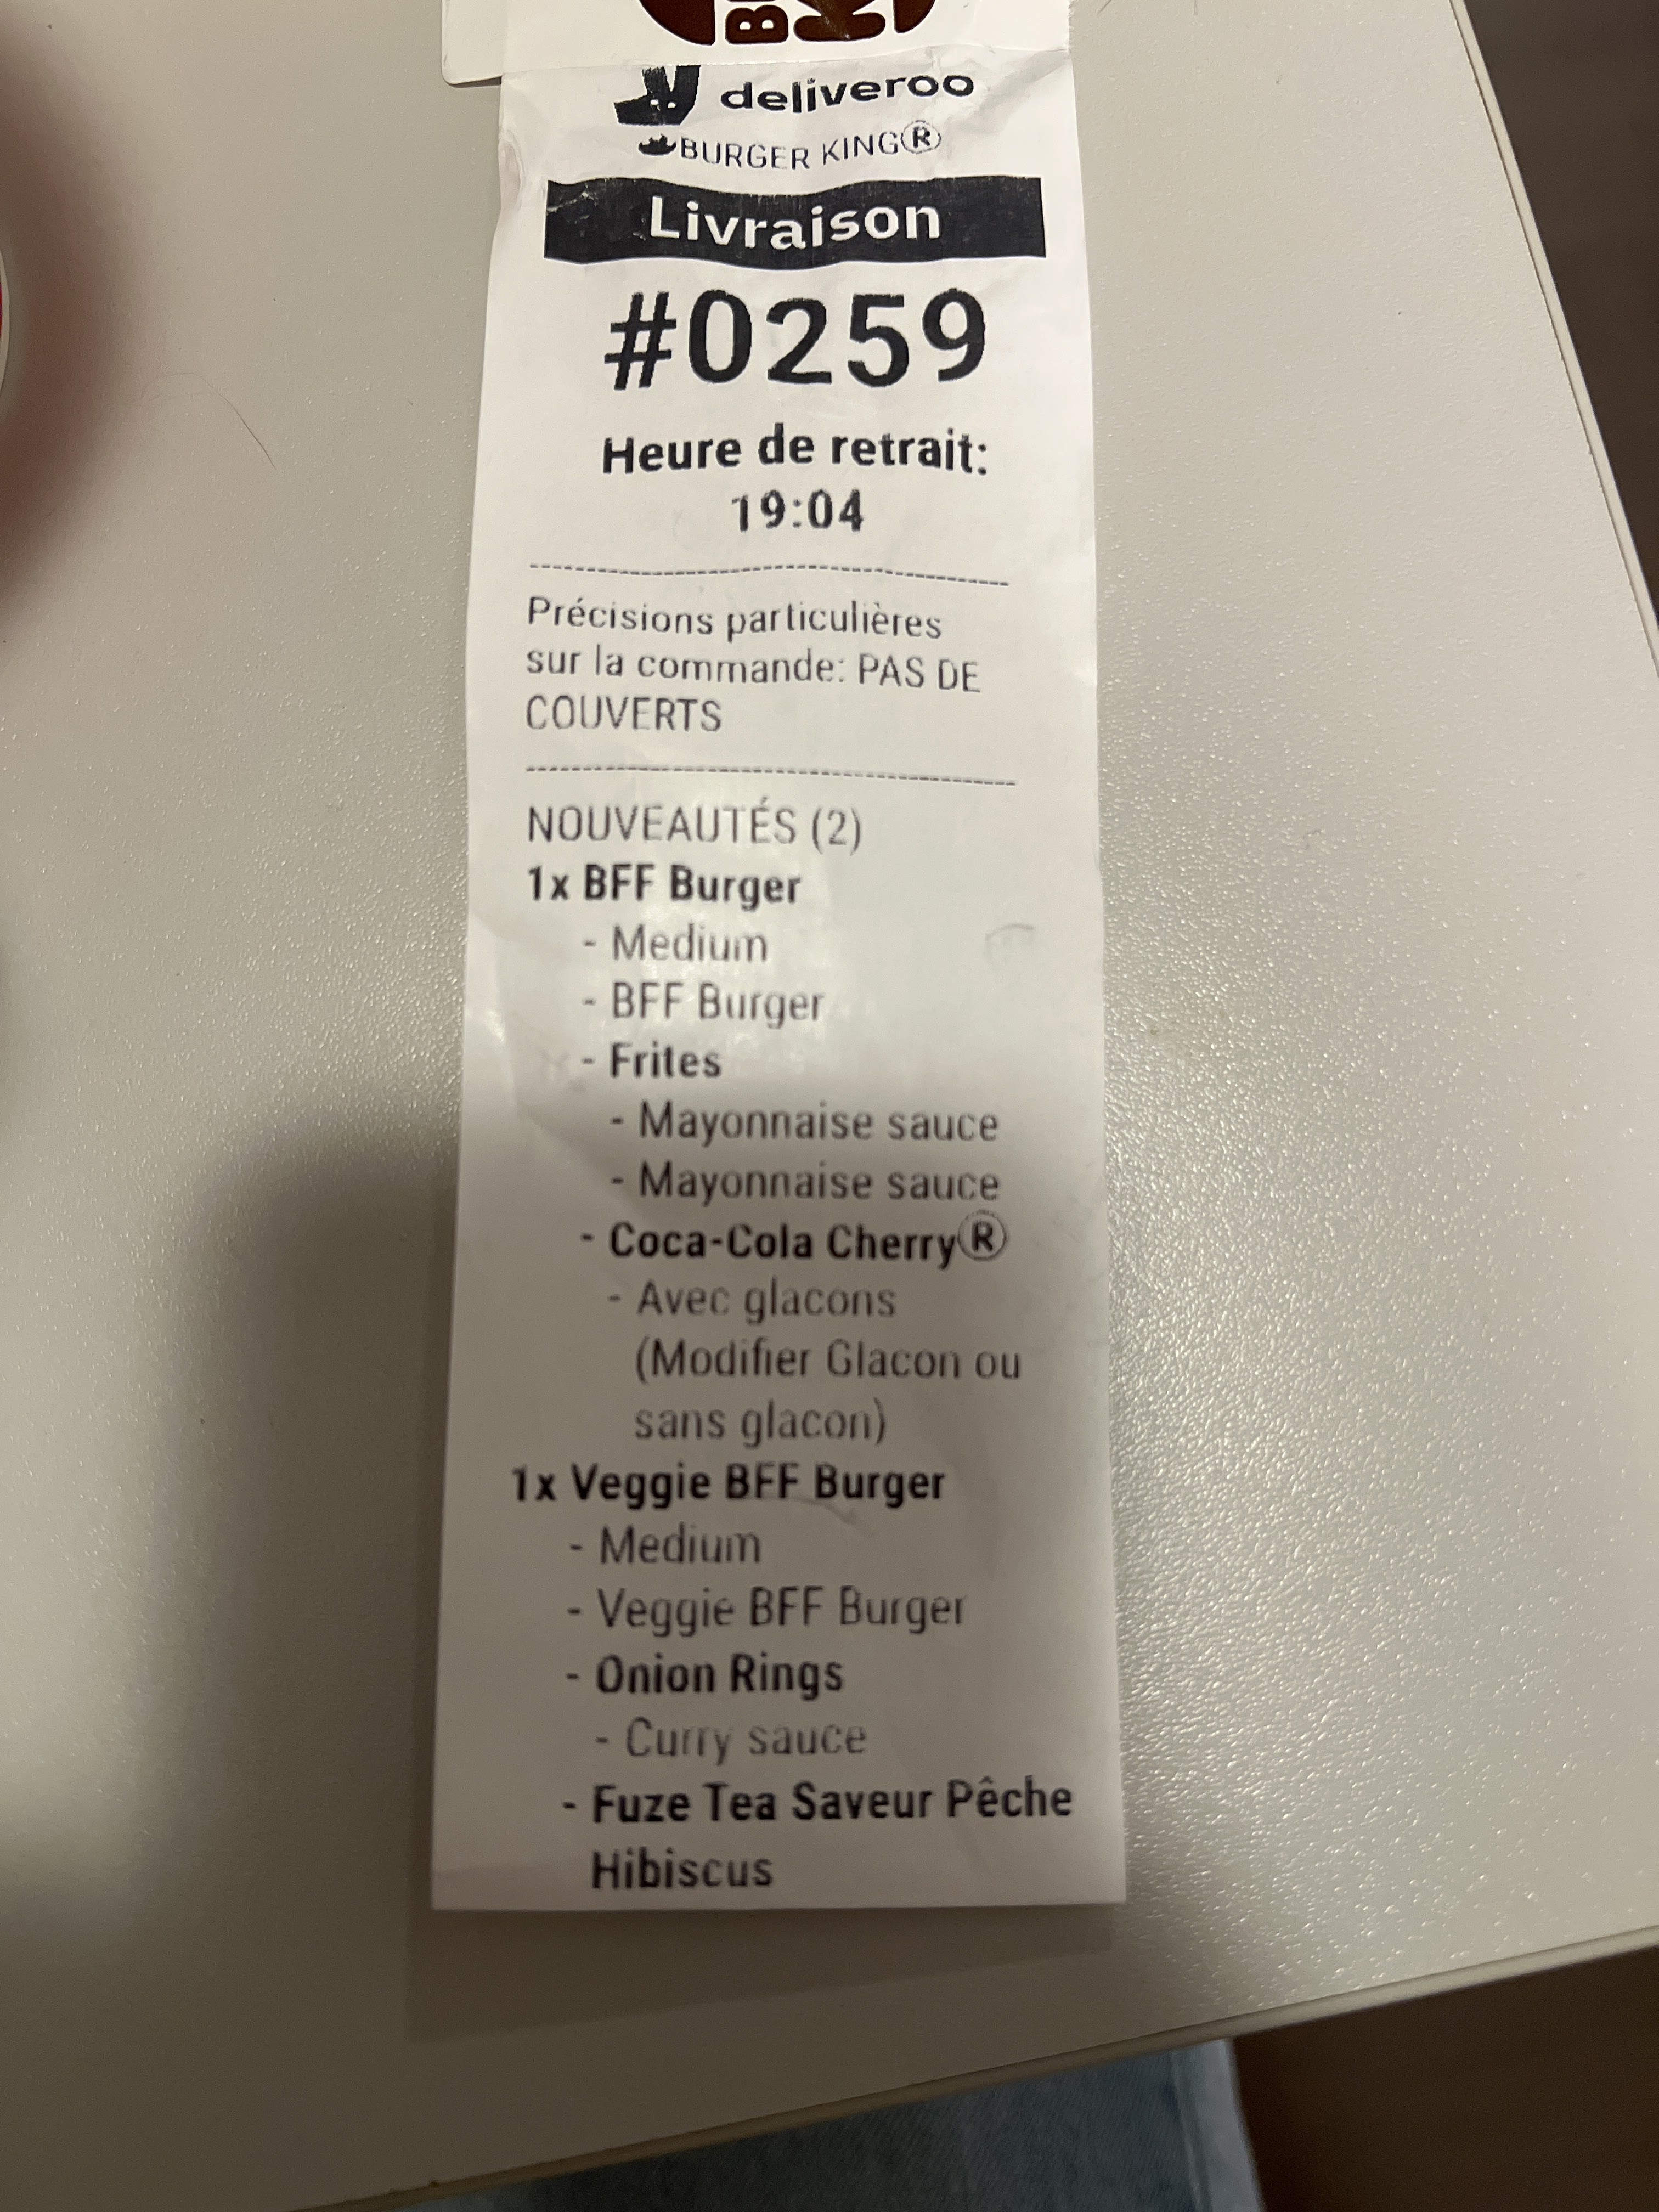 deliveroo
BURGER KING®
Livraison
#0259
Heure de retrait:
19:04
Précisions particulières
sur la commande: PAS DE
COUVERTS
NOUVEAUTÉS (2)
1x BFF Burger
- Medium
- BFF Burger
- Frites
- Mayonnaise sauce
- Mayonnaise sauce
- Coca-Cola Cherry®
- Avec glacons
(Modifier Glacon ou
sans glacon)
1x Veggie BFF Burger
- Medium
- Veggie BFF Burger
- Onion Rings
- Curry sauce
- Fuze Tea Saveur Pêche
Hibiscus